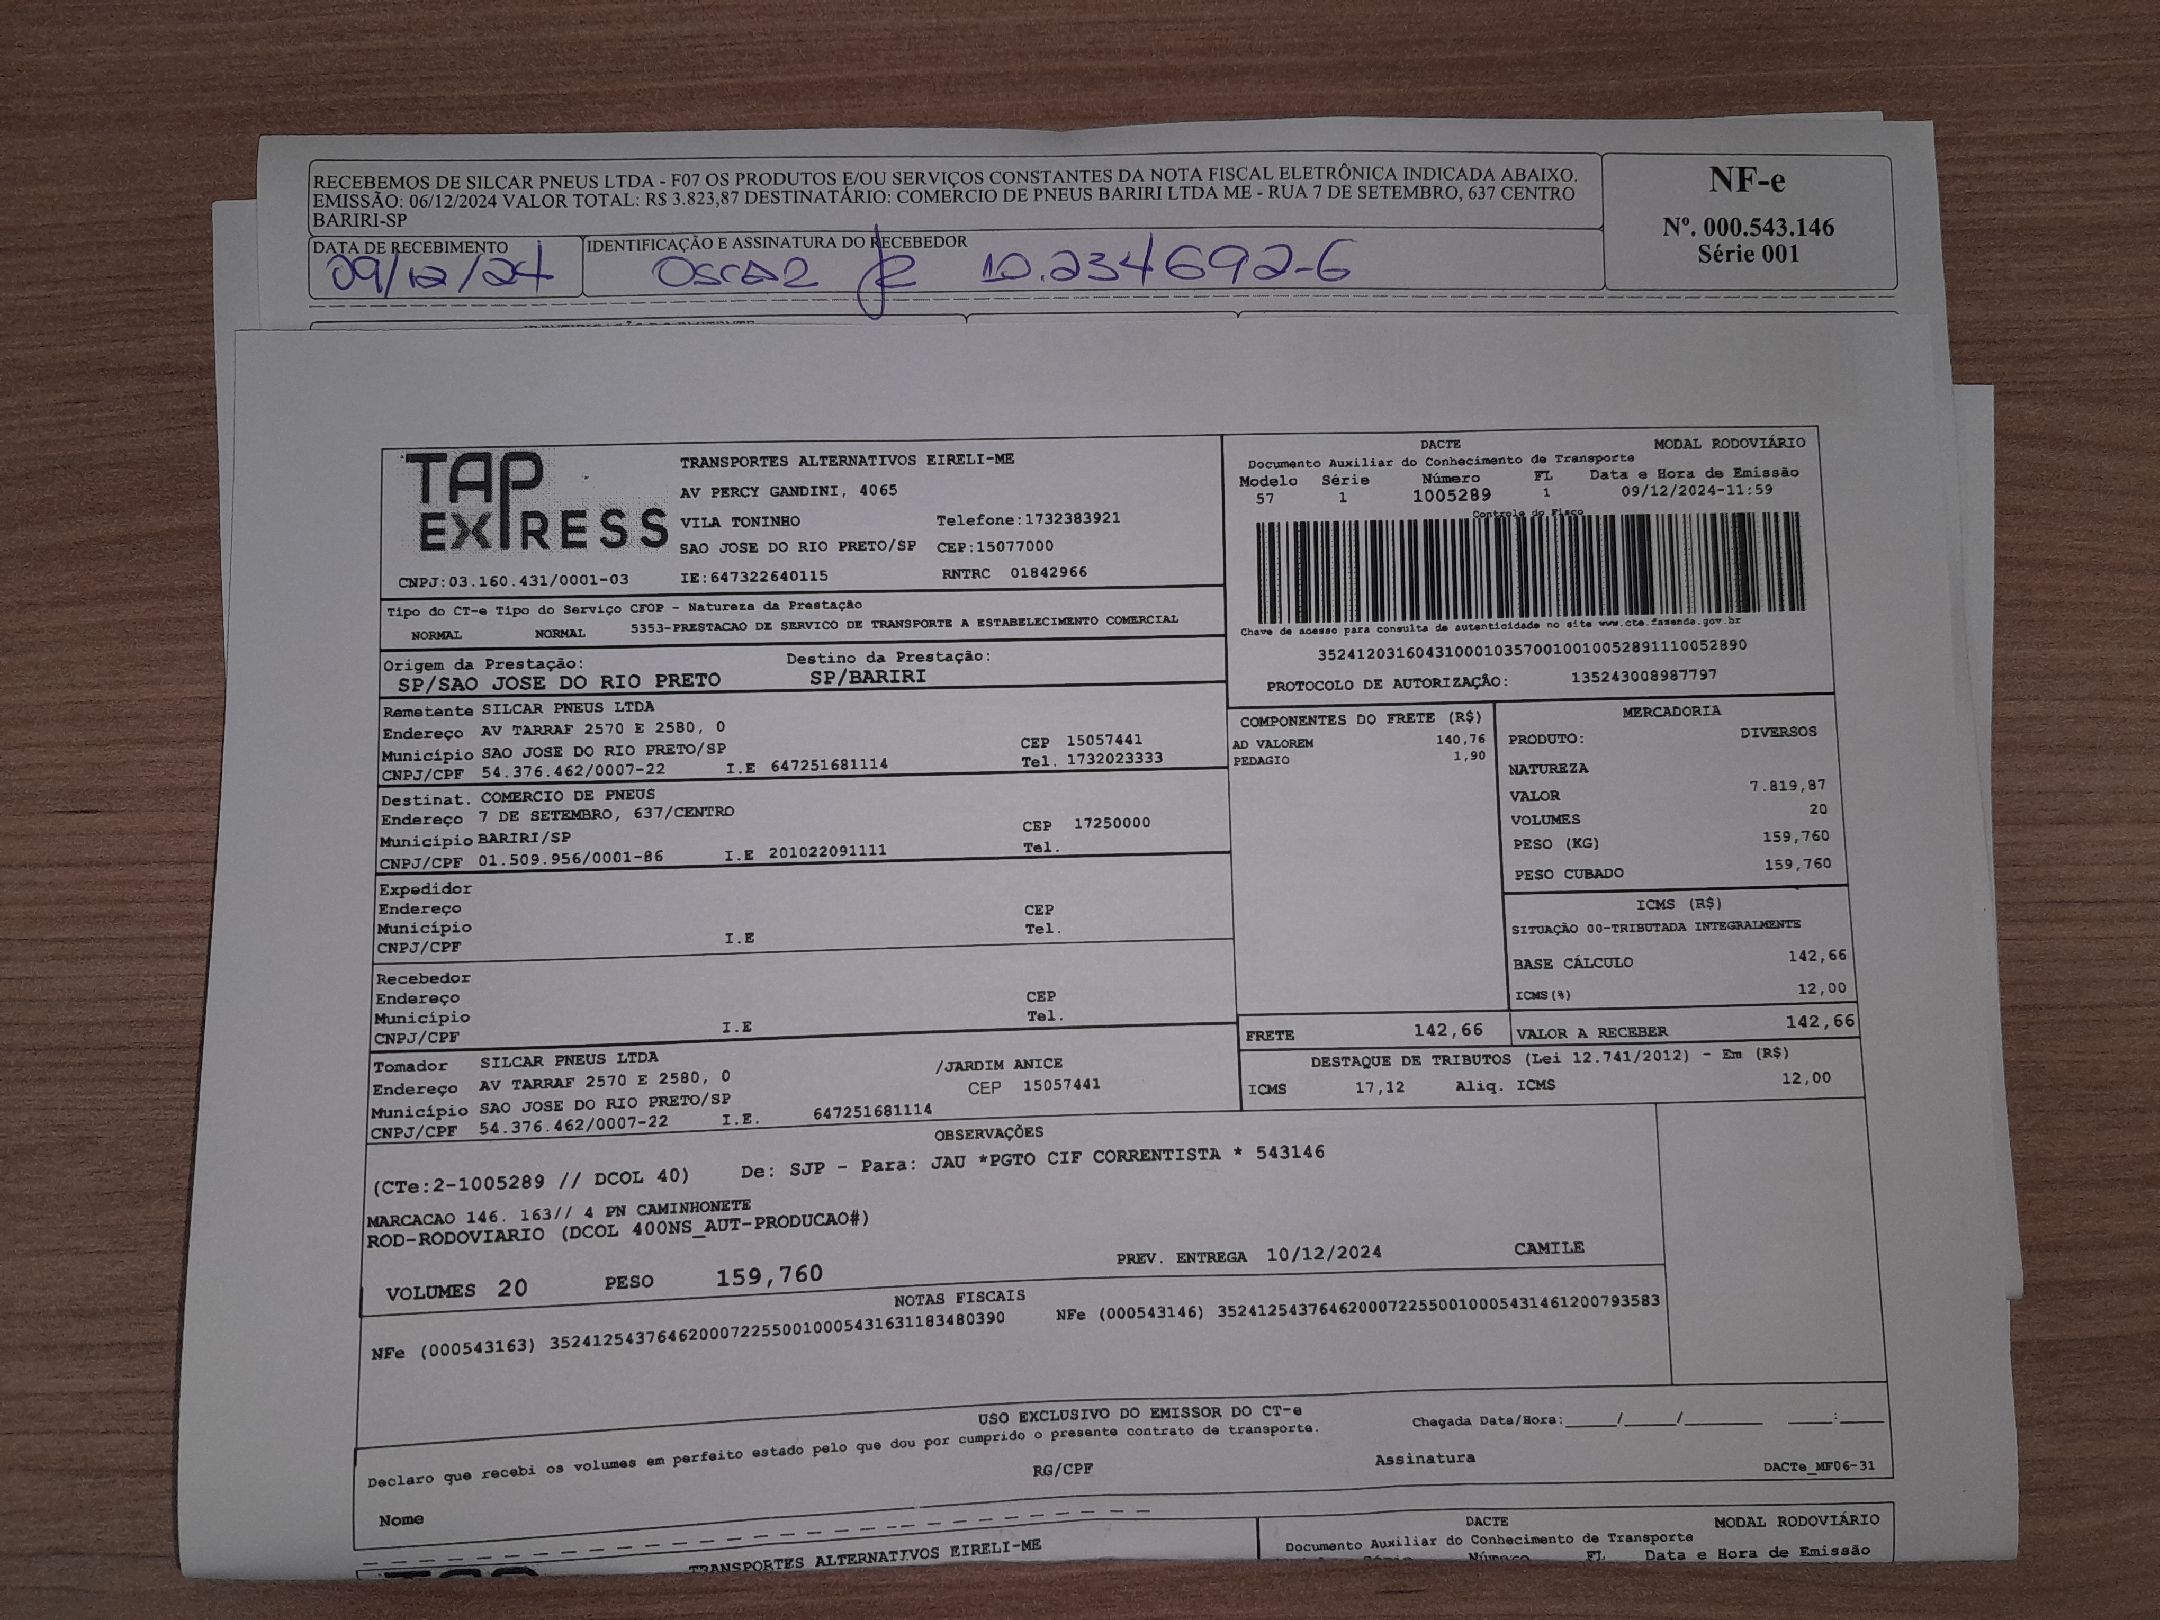 RECEBEMOS DE SILCAR PNEUS LTDA - F07 OS PRODUTOS E/OU SERVIÇOS CONSTANTES DA NOTA FISCAL ELETRÔNICA INDICADA ABAIXO.
EMISSÃO: 06/12/2024 VALOR TOTAL: R$ 3.823,87 DESTINATÁRIO: COMERCIO DE PNEUS BARIRI LTDA ME - RUA 7 DE SETEMBRO, 637 CENTRO
BARIRI-SP
NF-e
Nº. 000.543.146
Série 001
DATA DE RECEBIMENTO IDENTIFICAÇÃO E ASSINATURA DO RECEBEDOR
09/12/24 10.234692-6
TAP EXPRESS
CNPJ:03.160.431/0001-03
TRANSPORTES ALTERNATIVOS EIRELI-ME
AV PERCY GANDINI, 4065
VILA TONINHO Telefone:1732383921
SAO JOSE DO RIO PRETO/SP CEP:15077000
IE:647322640115 RNTRC 01842966
DACTE MODAL RODOVIÁRIO
Documento Auxiliar do Conhecimento de Transporte
Modelo Série Número FL Data e Hora de Emissão
57 1 1005289 1 09/12/2024-11:59
Controle do Fisco
Chave de acesso para consulta de autenticidade no site www.cte.fazenda.gov.br
35241203160431000103570010010052891110052890
PROTOCOLO DE AUTORIZAÇÃO: 135243008987797
Tipo do CT-e Tipo do Serviço CFOP - Natureza da Prestação
NORMAL NORMAL 5353-PRESTACAO DE SERVICO DE TRANSPORTE A ESTABELECIMENTO COMERCIAL
Origem da Prestação: Destino da Prestação:
SP/SAO JOSE DO RIO PRETO SP/BARIRI
Remetente SILCAR PNEUS LTDA
Endereço AV TARRAF 2570 E 2580, 0
Município SAO JOSE DO RIO PRETO/SP CEP 15057441
CNPJ/CPF 54.376.462/0007-22 I.E 647251681114 Tel. 1732023333
Destinat. COMERCIO DE PNEUS
Endereço 7 DE SETEMBRO, 637/CENTRO
Município BARIRI/SP CEP 17250000
CNPJ/CPF 01.509.956/0001-86 I.E 201022091111 Tel.
Expedidor
Endereço CEP
Município Tel.
CNPJ/CPF I.E
Recebedor
Endereço CEP
Município Tel.
CNPJ/CPF I.E
Tomador SILCAR PNEUS LTDA /JARDIM ANICE
Endereço AV TARRAF 2570 E 2580, 0 CEP 15057441
Município SAO JOSE DO RIO PRETO/SP
CNPJ/CPF 54.376.462/0007-22 I.E. 647251681114
COMPONENTES DO FRETE (R$)
AD VALOREM 140,76
PEDAGIO 1,90
MERCADORIA
PRODUTO: DIVERSOS
NATUREZA
VALOR 7.819,87
VOLUMES 20
PESO (KG) 159,760
PESO CUBADO 159,760
ICMS (R$)
SITUAÇÃO 00-TRIBUTADA INTEGRALMENTE
BASE CÁLCULO 142,66
ICMS(%) 12,00
FRETE 142,66 VALOR A RECEBER 142,66
DESTAQUE DE TRIBUTOS (Lei 12.741/2012) - Em (R$)
ICMS 17,12 Aliq. ICMS 12,00
OBSERVAÇÕES
(CTe:2-1005289 // DCOL 40) De: SJP - Para: JAU *PGTO CIF CORRENTISTA * 543146
MARCACAO 146. 163// 4 PN CAMINHONETE
ROD-RODOVIARIO (DCOL 400NS_AUT-PRODUCAO#)
PREV. ENTREGA 10/12/2024 CAMILE
VOLUMES 20 PESO 159,760
NOTAS FISCAIS
NFe (000543163) 35241254376462000722550010005431631183480390 NFe (000543146) 35241254376462000722550010005431461200793583
USO EXCLUSIVO DO EMISSOR DO CT-e
Declaro que recebi os volumes em perfeito estado pelo que dou por cumprido o presente contrato de transporte.
Chegada Data/Hora:_____/_____/_______ ____:____
Nome RG/CPF Assinatura
DACTe_MF06-31
TRANSPORTES ALTERNATIVOS EIRELI-ME
DACTE MODAL RODOVIÁRIO
Documento Auxiliar do Conhecimento de Transporte
Número FL Data e Hora de Emissão